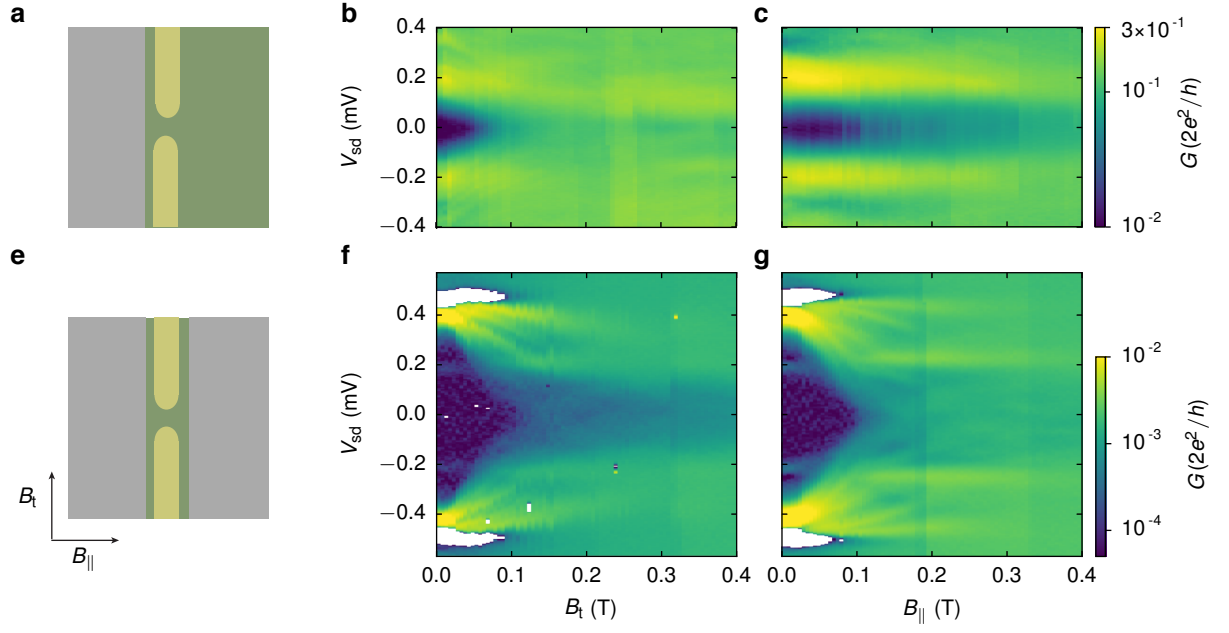 a
b
c
0.4
0.2
0.0
−0.2
−0.4
V_sd (mV)
3×10⁻¹
10⁻¹
10⁻²
G (2e²/h)
e
f
g
0.4
0.2
0.0
−0.2
−0.4
V_sd (mV)
10⁻²
10⁻³
10⁻⁴
G (2e²/h)
B_t
B_||
0.0 0.1 0.2 0.3 0.4
B_t (T)
0.0 0.1 0.2 0.3 0.4
B_|| (T)